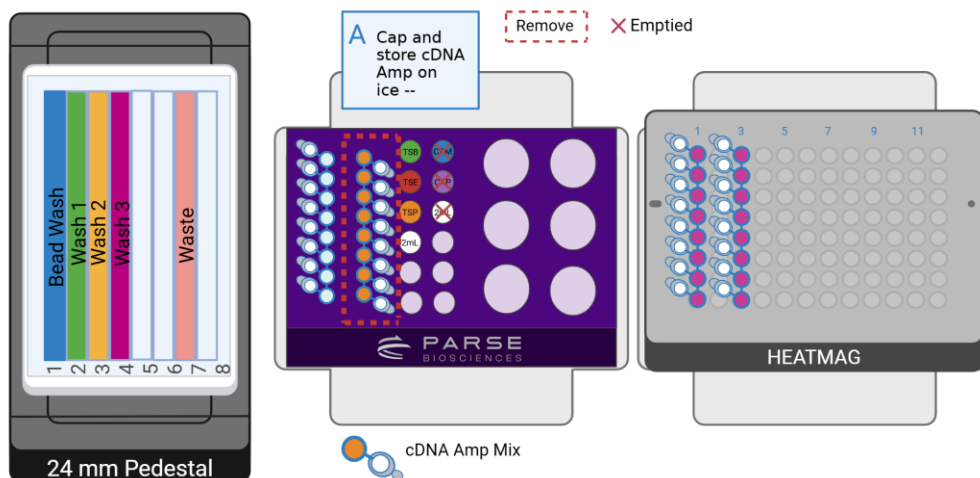 A Cap and
store cDNA
Amp on
ice --
Remove
Emptied
Bead Wash
Wash 1
Wash 2
Wash 3
Waste
1 2 3 4 5 6 7 8
24 mm Pedestal
TSB
TSE
CAP
TSP
2mL
2mL
PARSE
BIOSCIENCES
cDNA Amp Mix
1 3 5 7 9 11
HEATMAG